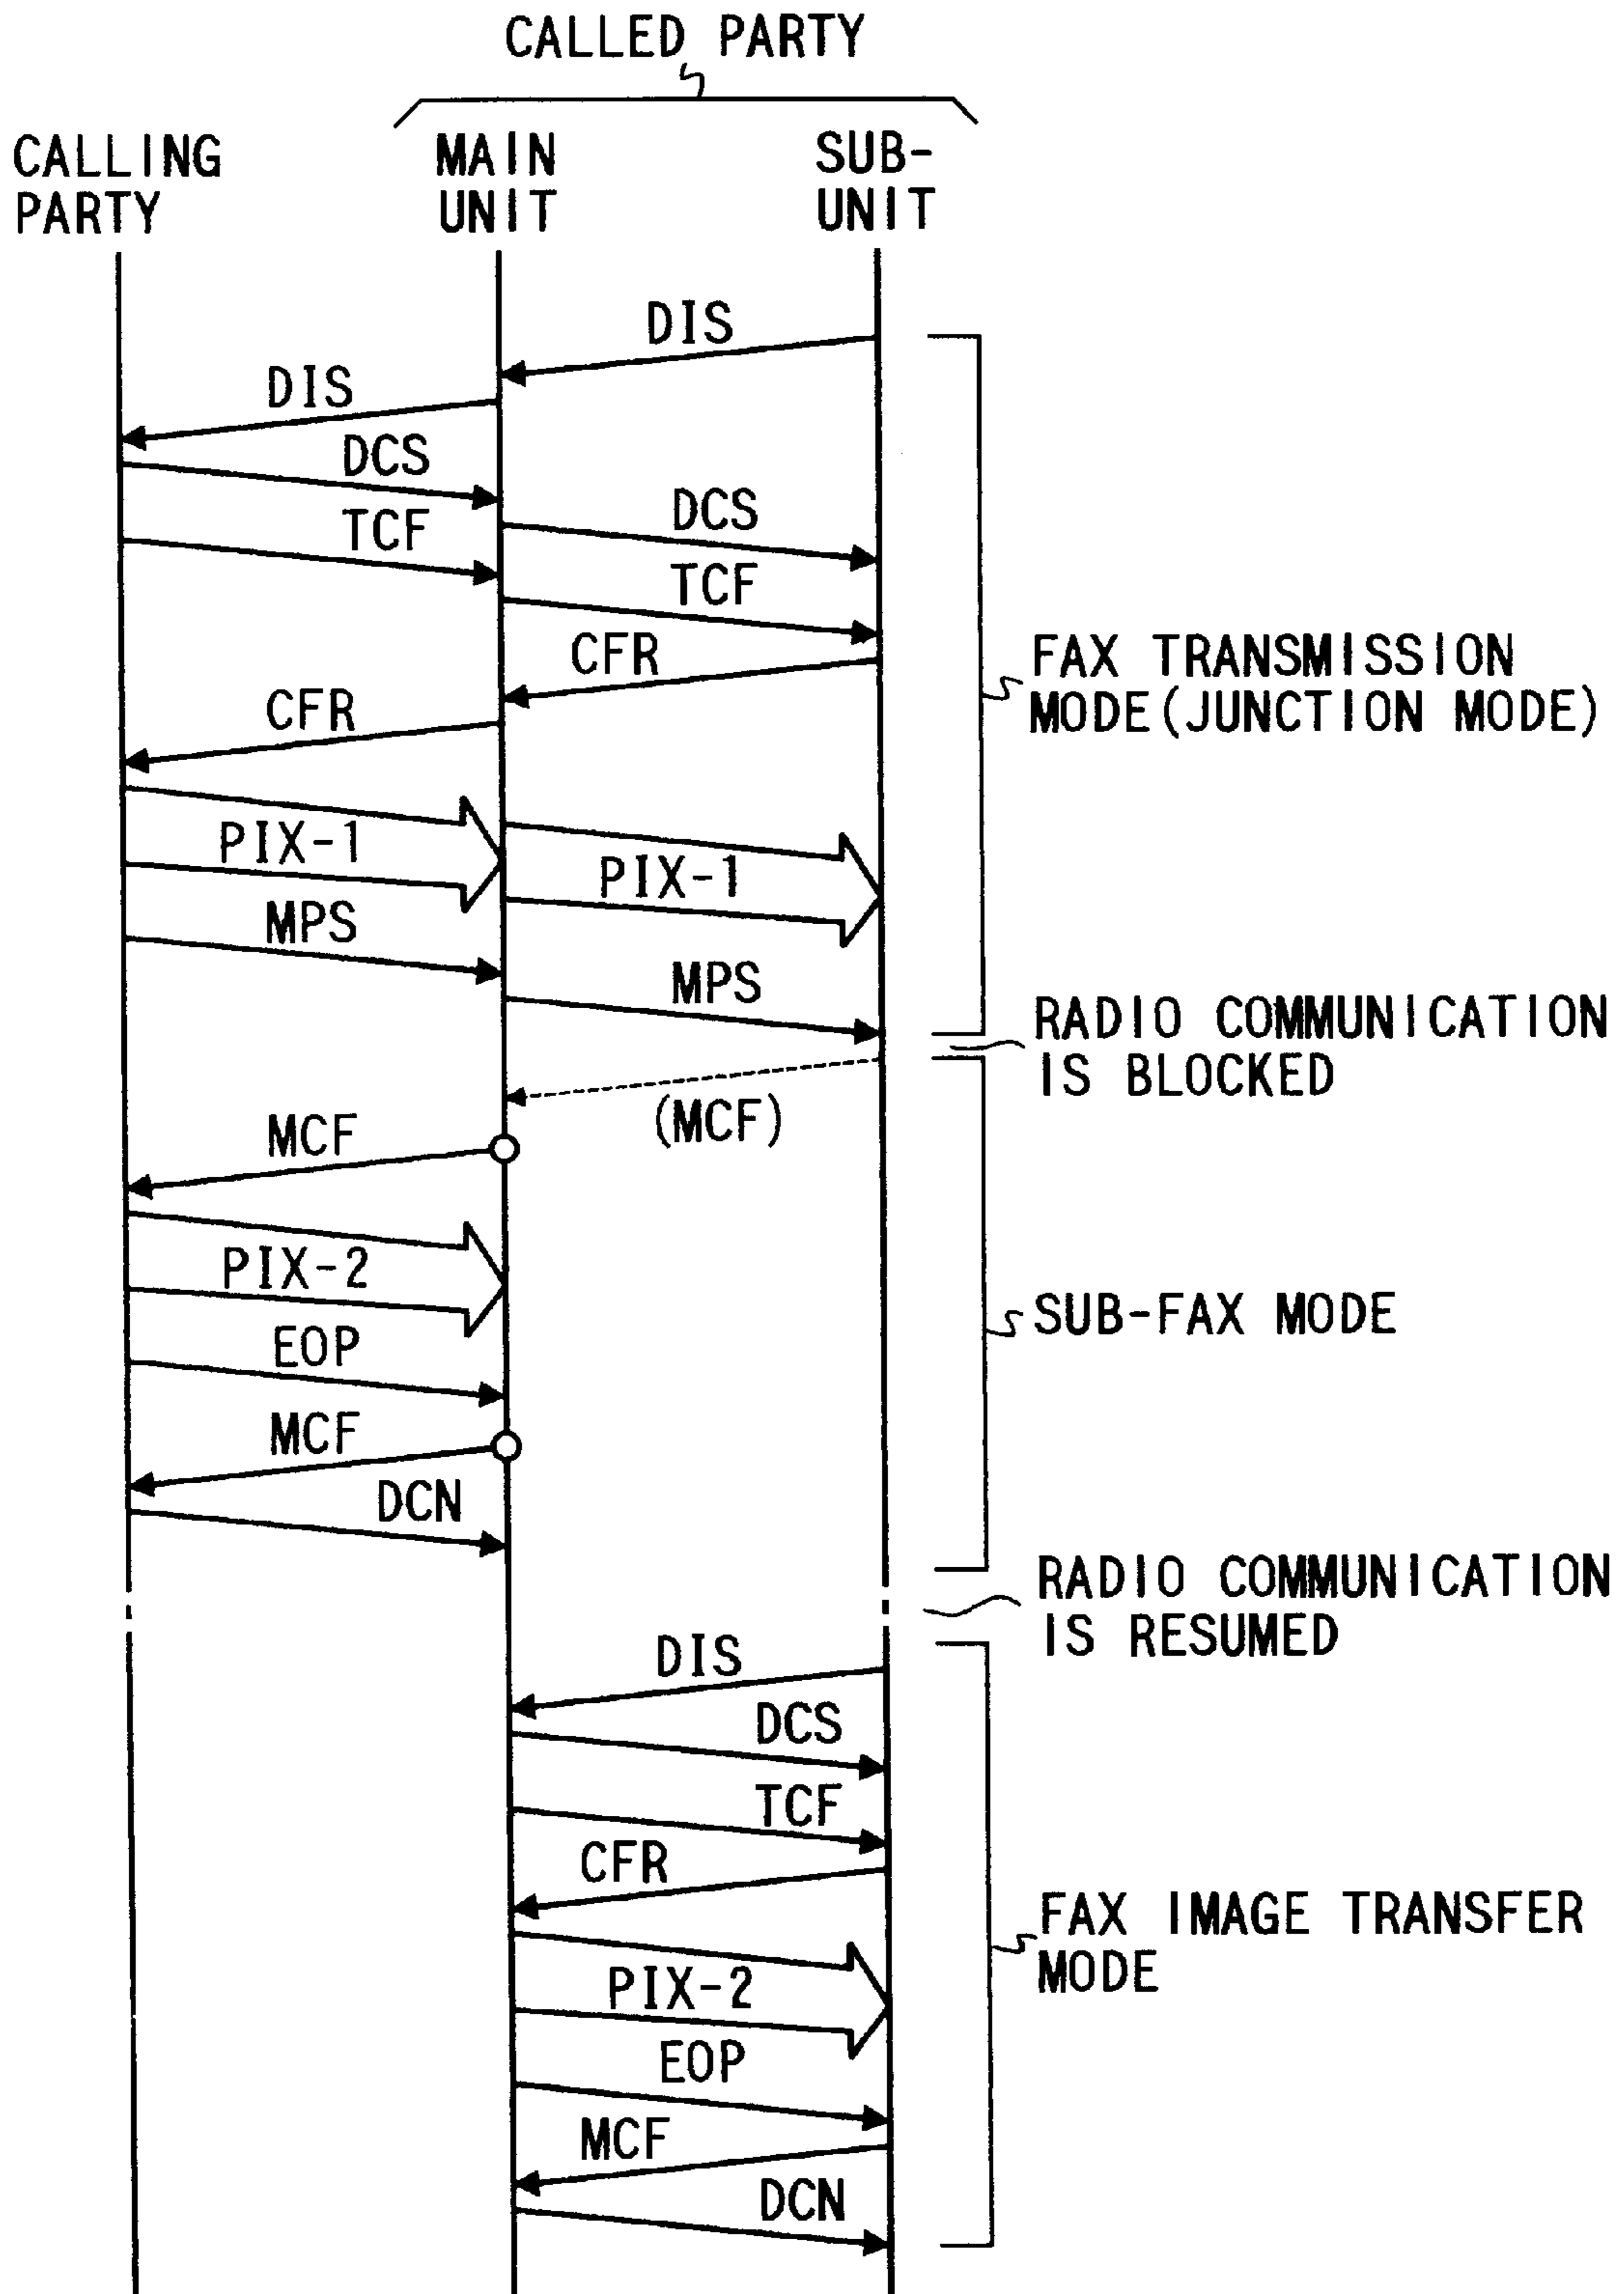 CALLED PARTY
CALLING
PARTY
MAIN
UNIT
SUB-
UNIT
DIS
DIS
DCS
DCS
TCF
TCF
CFR
FAX TRANSMISSION
MODE(JUNCTION MODE)
CFR
PIX-1
PIX-1
MPS
MPS
RADIO COMMUNICATION
IS BLOCKED
(MCF)
MCF
PIX-2
SUB-FAX MODE
EOP
MCF
DCN
RADIO COMMUNICATION
IS RESUMED
DIS
DCS
TCF
CFR
FAX IMAGE TRANSFER
MODE
PIX-2
EOP
MCF
DCN